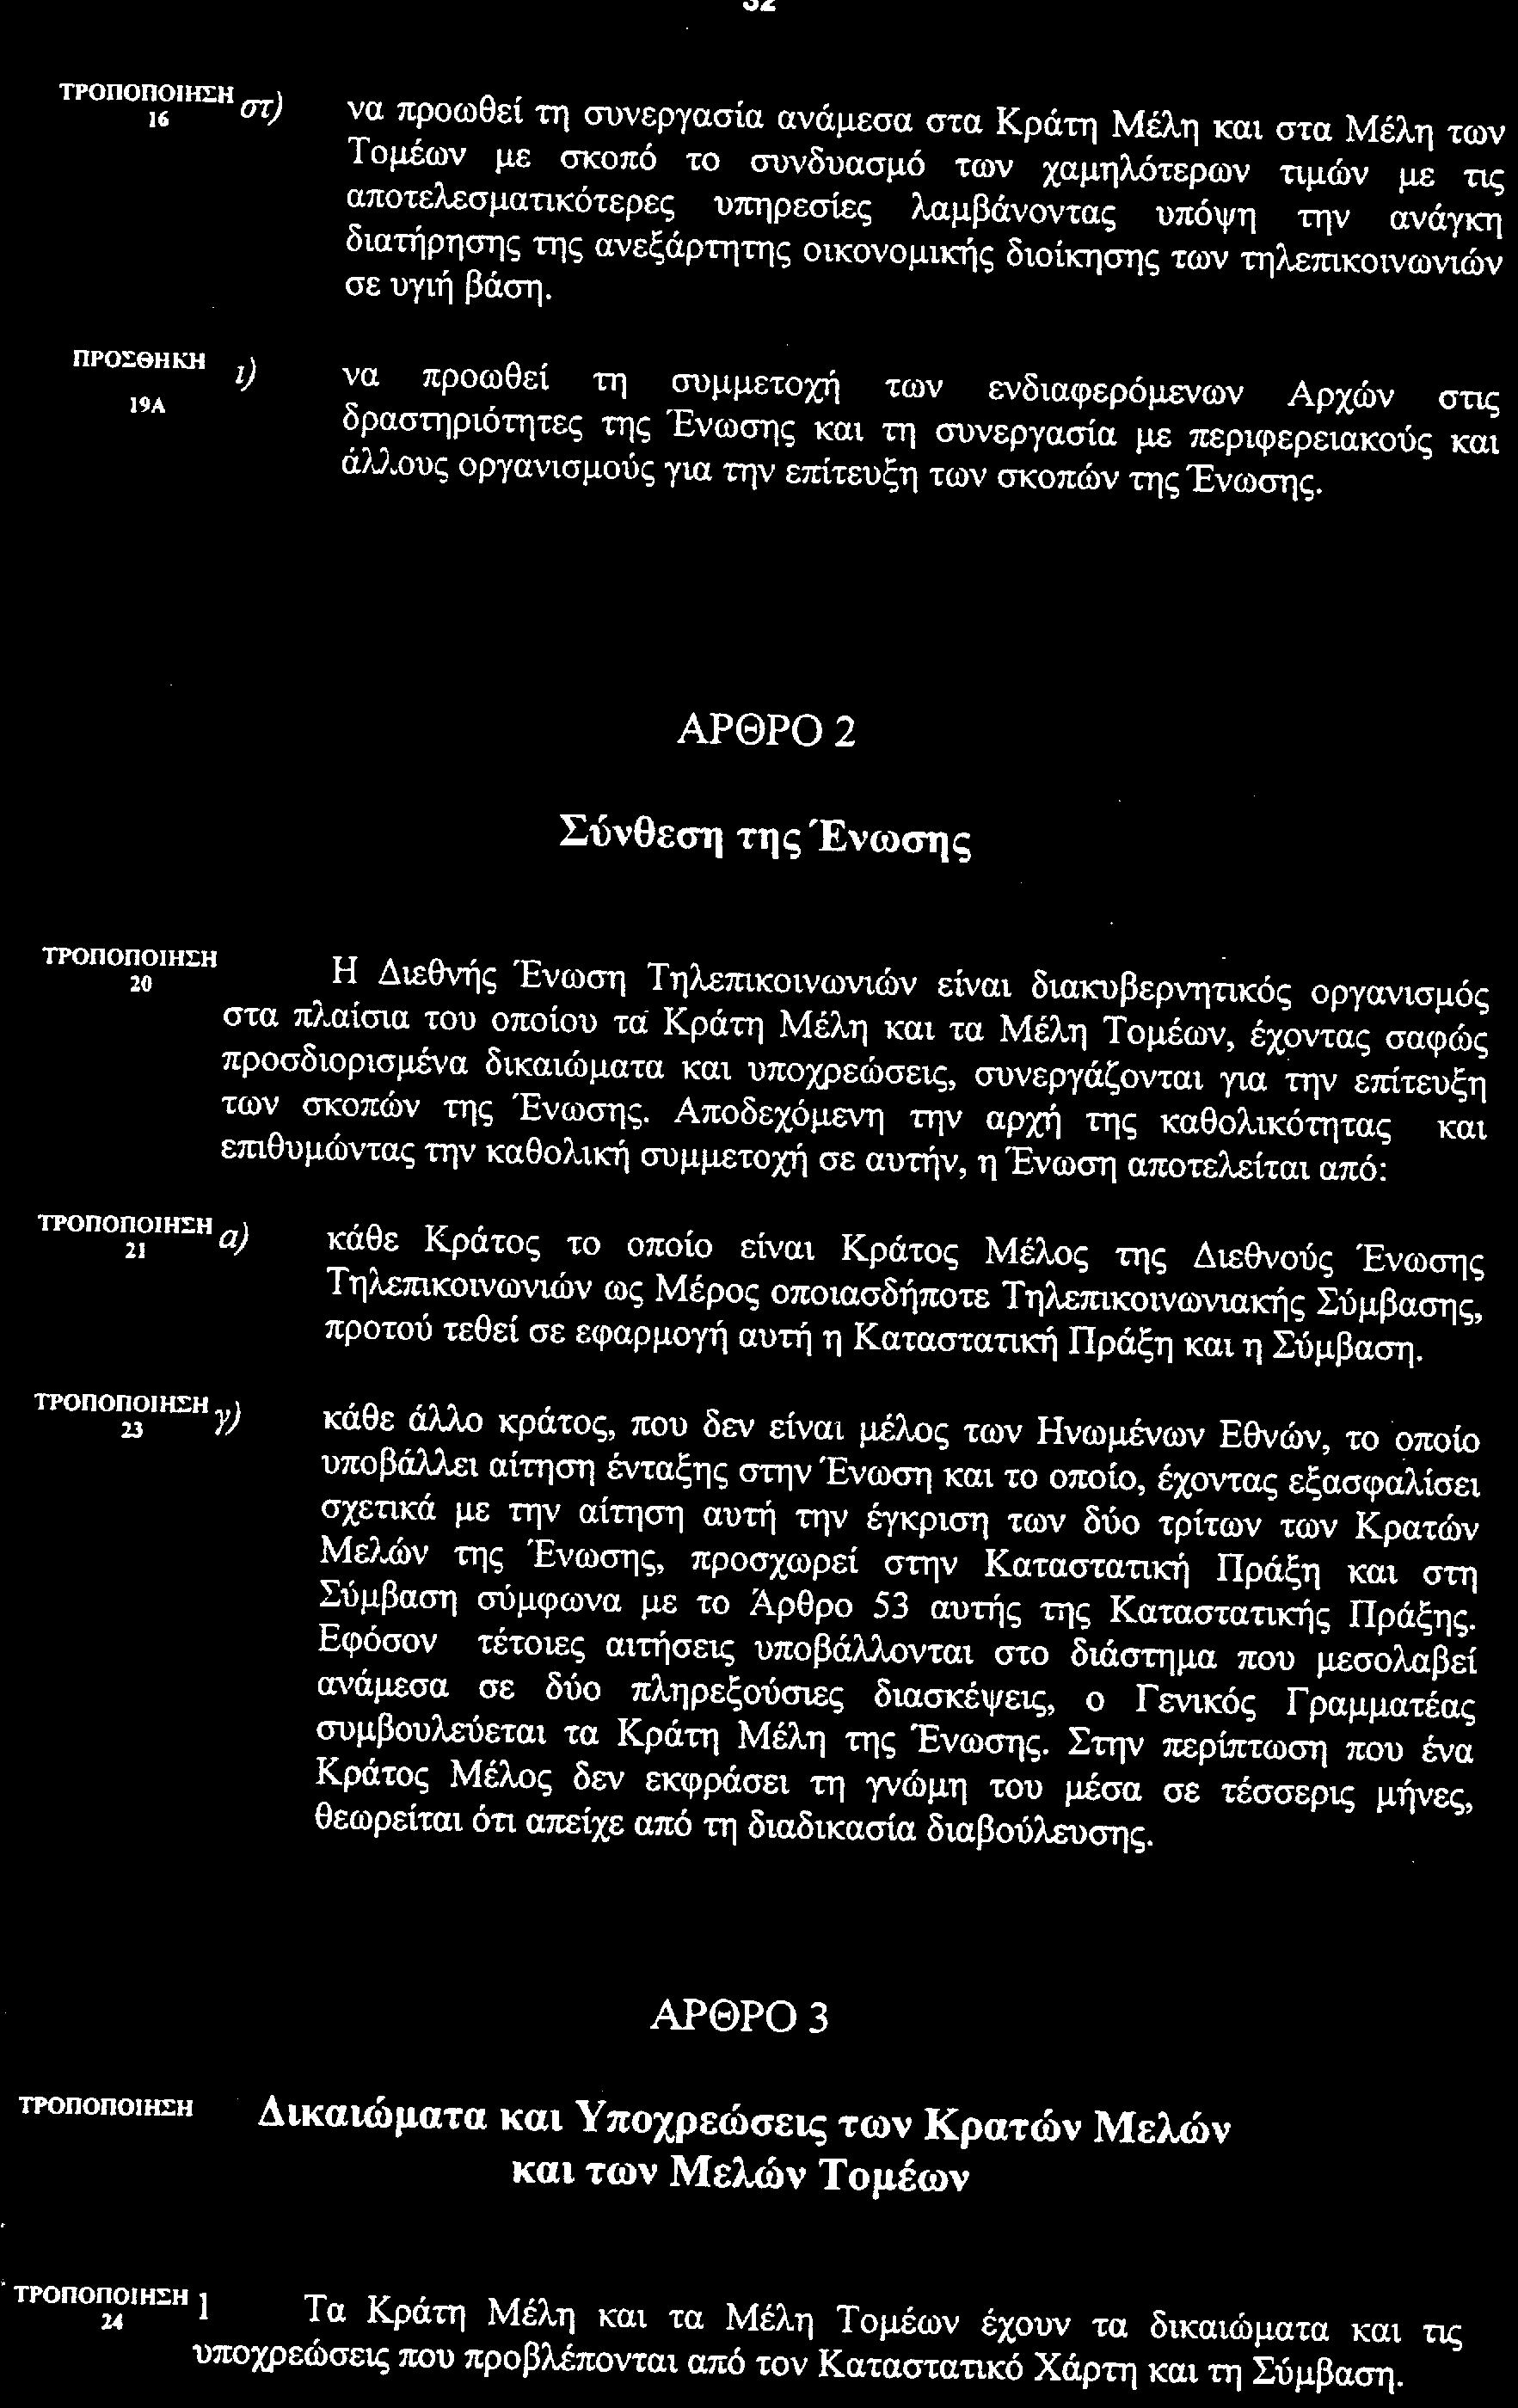 32
ΤΡΟΠΟΠΟΙΗΣΗ στ) να προωθεί τη συνεργασία ανάμεσα στα Κράτη Μέλη και στα Μέλη των
16 Τομέων με σκοπό το συνδυασμό των χαμηλότερων τιμών με τις
αποτελεσματικότερες υπηρεσίες λαμβάνοντας υπόψη την ανάγκη
διατήρησης της ανεξάρτητης οικονομικής διοίκησης των τηλεπικοινωνιών
σε υγιή βάση.
ΠΡΟΣΘΗΚΗ ι) να προωθεί τη συμμετοχή των ενδιαφερόμενων Αρχών στις
19Α δραστηριότητες της Ένωσης και τη συνεργασία με περιφερειακούς και
άλλους οργανισμούς για την επίτευξη των σκοπών της Ένωσης.
ΑΡΘΡΟ 2
Σύνθεση της Ένωσης
ΤΡΟΠΟΠΟΙΗΣΗ Η Διεθνής Ένωση Τηλεπικοινωνιών είναι διακυβερνητικός οργανισμός
20 στα πλαίσια του οποίου τα Κράτη Μέλη και τα Μέλη Τομέων, έχοντας σαφώς
προσδιορισμένα δικαιώματα και υποχρεώσεις, συνεργάζονται για την επίτευξη
των σκοπών της Ένωσης. Αποδεχόμενη την αρχή της καθολικότητας και
επιθυμώντας την καθολική συμμετοχή σε αυτήν, η Ένωση αποτελείται από:
ΤΡΟΠΟΠΟΙΗΣΗ α) κάθε Κράτος το οποίο είναι Κράτος Μέλος της Διεθνούς Ένωσης
21 Τηλεπικοινωνιών ως Μέρος οποιασδήποτε Τηλεπικοινωνιακής Σύμβασης,
προτού τεθεί σε εφαρμογή αυτή η Καταστατική Πράξη και η Σύμβαση.
ΤΡΟΠΟΠΟΙΗΣΗ γ) κάθε άλλο κράτος, που δεν είναι μέλος των Ηνωμένων Εθνών, το οποίο
23 υποβάλλει αίτηση ένταξης στην Ένωση και το οποίο, έχοντας εξασφαλίσει
σχετικά με την αίτηση αυτή την έγκριση των δύο τρίτων των Κρατών
Μελών της Ένωσης, προσχωρεί στην Καταστατική Πράξη και στη
Σύμβαση σύμφωνα με το Άρθρο 53 αυτής της Καταστατικής Πράξης.
Εφόσον τέτοιες αιτήσεις υποβάλλονται στο διάστημα που μεσολαβεί
ανάμεσα σε δύο πληρεξούσιες διασκέψεις, ο Γενικός Γραμματέας
συμβουλεύεται τα Κράτη Μέλη της Ένωσης. Στην περίπτωση που ένα
Κράτος Μέλος δεν εκφράσει τη γνώμη του μέσα σε τέσσερις μήνες,
θεωρείται ότι απείχε από τη διαδικασία διαβούλευσης.
ΑΡΘΡΟ 3
ΤΡΟΠΟΠΟΙΗΣΗ Δικαιώματα και Υποχρεώσεις των Κρατών Μελών
και των Μελών Τομέων
ΤΡΟΠΟΠΟΙΗΣΗ 1 Τα Κράτη Μέλη και τα Μέλη Τομέων έχουν τα δικαιώματα και τις
24 υποχρεώσεις που προβλέπονται από τον Καταστατικό Χάρτη και τη Σύμβαση.